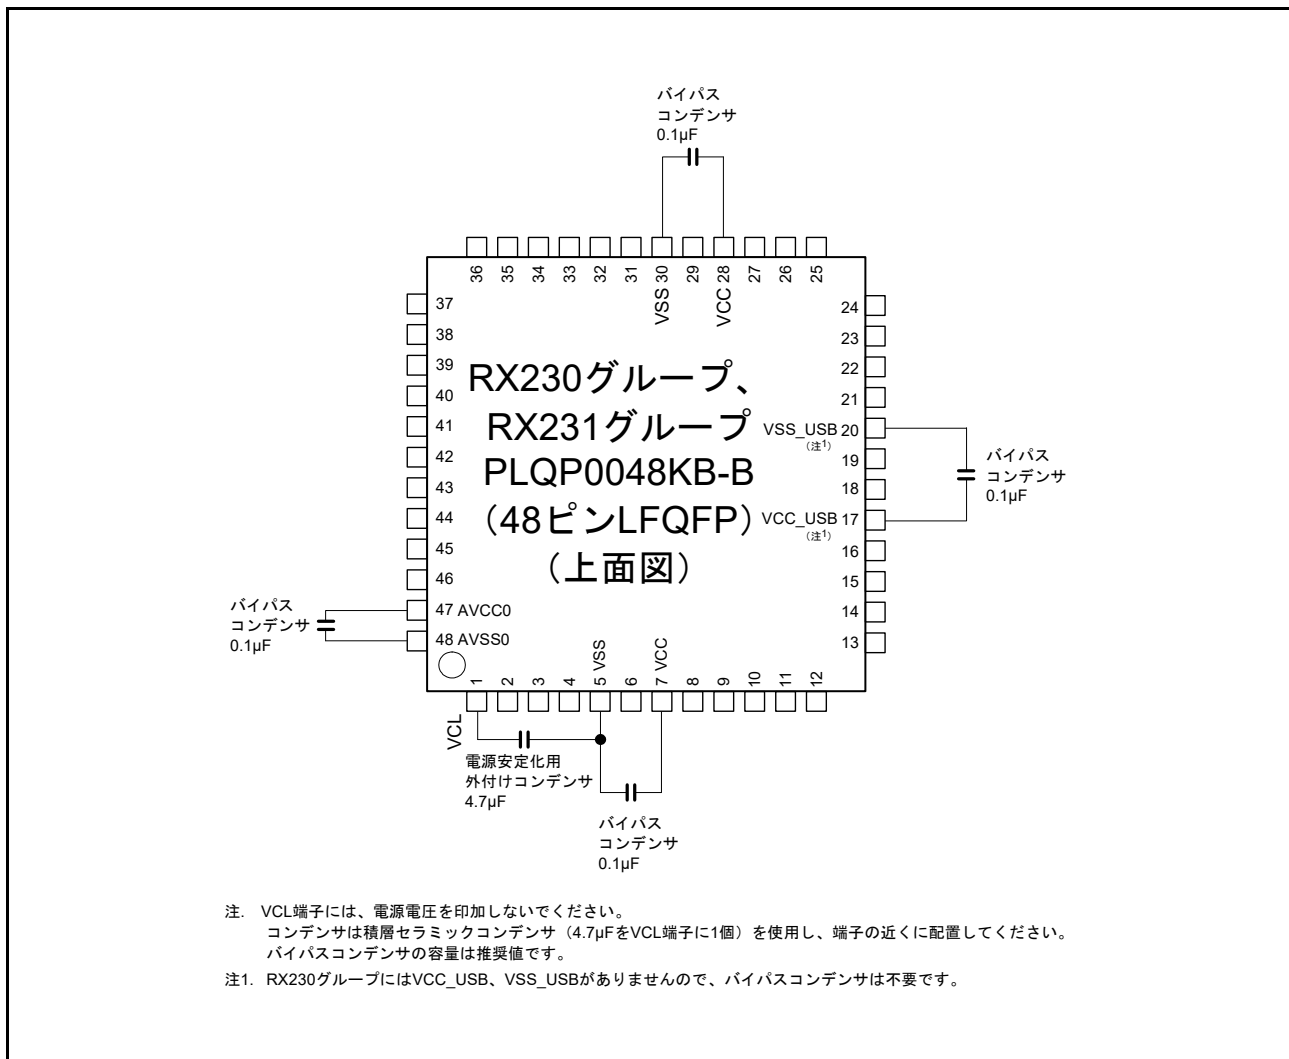 バイパス
コンデンサ
0.1µF
36
35
34
33
32
31
30
29
28
27
26
25
VSS
VCC
37
38
39
40
41
42
43
44
45
46
47 AVCC0
48 AVSS0
24
23
22
21
VSS_USB 20
(注1)
19
18
VCC_USB 17
(注1)
16
15
14
13
RX230グループ、
RX231グループ
PLQP0048KB-B
（48ピンLFQFP）
（上面図）
バイパス
コンデンサ
0.1µF
バイパス
コンデンサ
0.1µF
1
2
3
4
5 VSS
6
7 VCC
8
9
10
11
12
VCL
電源安定化用
外付けコンデンサ
4.7µF
バイパス
コンデンサ
0.1µF
注. VCL端子には、電源電圧を印加しないでください。
コンデンサは積層セラミックコンデンサ（4.7µFをVCL端子に1個）を使用し、端子の近くに配置してください。
バイパスコンデンサの容量は推奨値です。
注1. RX230グループにはVCC_USB、VSS_USBがありませんので、バイパスコンデンサは不要です。